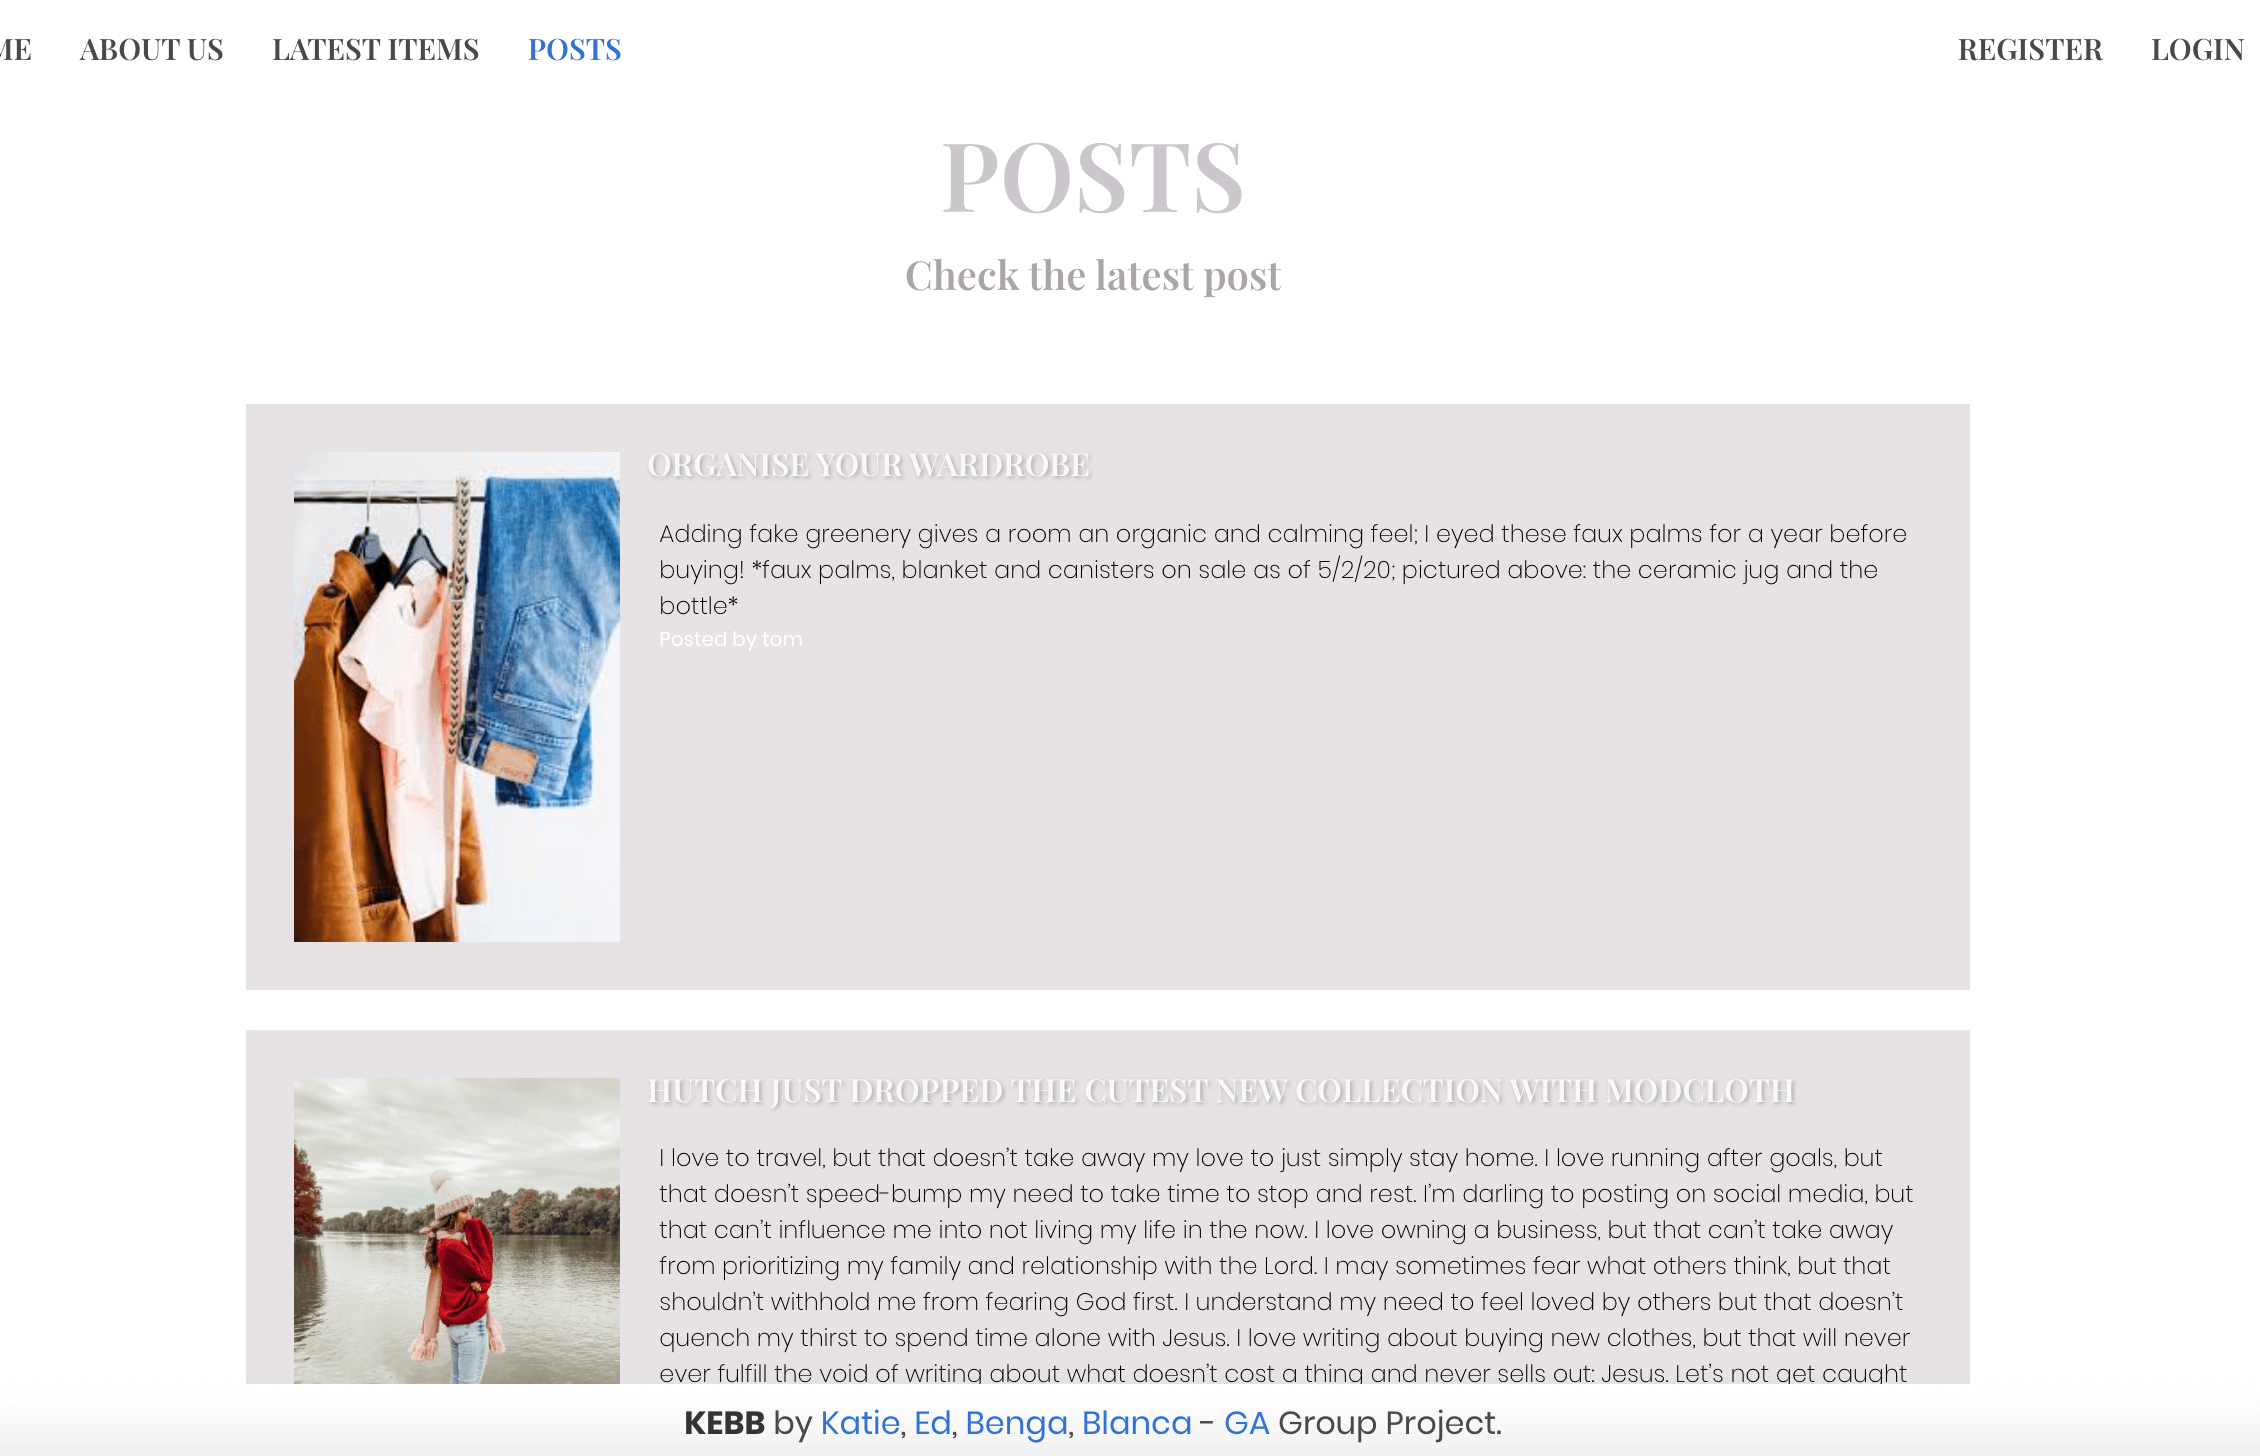 ME ABOUT US LATEST ITEMS POSTS REGISTER LOGIN
POSTS
Check the latest post
ORGANISE YOUR WARDROBE
Adding fake greenery gives a room an organic and calming feel; I eyed these faux palms for a year before
buying! *faux palms, blanket and canisters on sale as of 5/2/20; pictured above: the ceramic jug and the
bottle*
Posted by tom
HUTCH JUST DROPPED THE CUTEST NEW COLLECTION WITH MODCLOTH
I love to travel, but that doesn’t take away my love to just simply stay home. I love running after goals, but
that doesn’t speed-bump my need to take time to stop and rest. I’m darling to posting on social media, but
that can’t influence me into not living my life in the now. I love owning a business, but that can’t take away
from prioritizing my family and relationship with the Lord. I may sometimes fear what others think, but that
shouldn’t withhold me from fearing God first. I understand my need to feel loved by others but that doesn’t
quench my thirst to spend time alone with Jesus. I love writing about buying new clothes, but that will never
ever fulfill the void of writing about what doesn’t cost a thing and never sells out: Jesus. Let’s not get caught
KEBB by Katie, Ed, Benga, Blanca - GA Group Project.